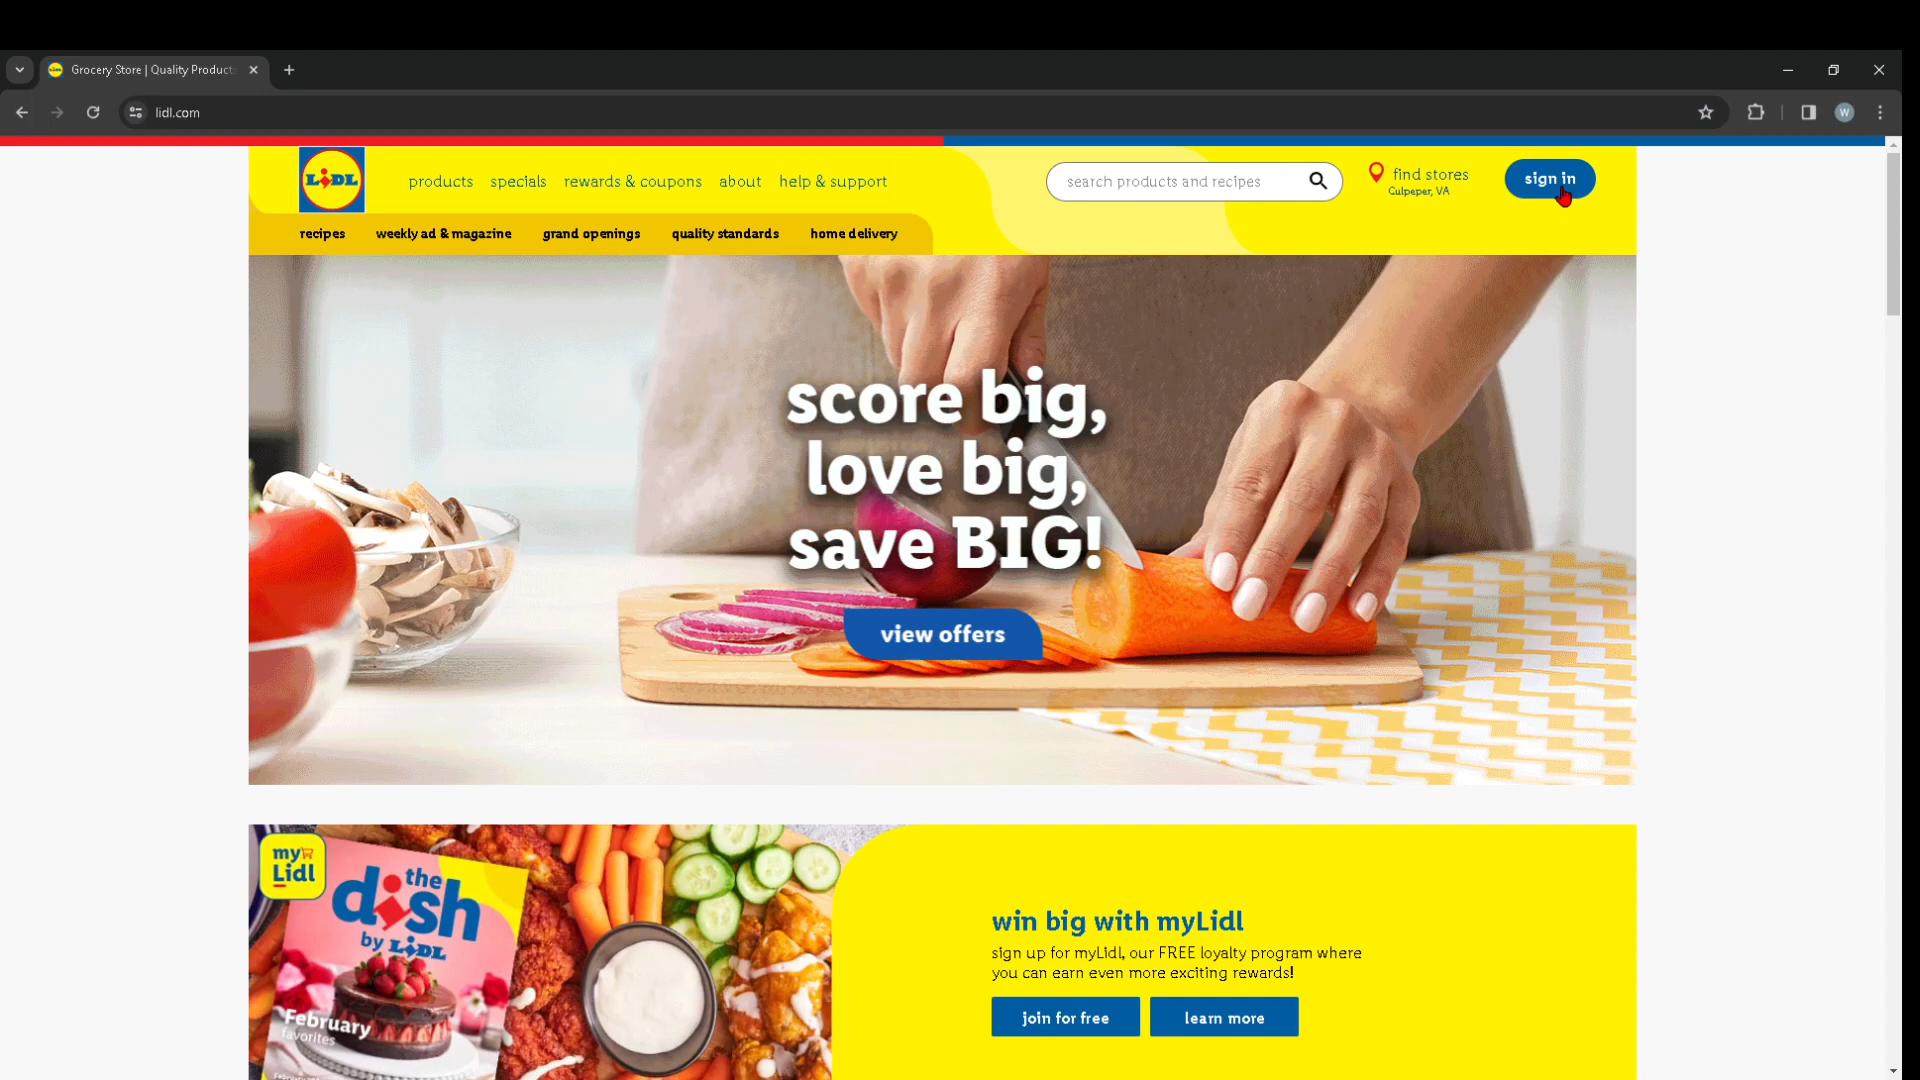 Grocery Store | Quality Product
lidl.com
W
LIDL
products specials rewards & coupons about help & support
search products and recipes
find stores
Culpeper, VA
sign in
recipes weekly ad & magazine grand openings quality standards home delivery
score big,
love big,
save BIG!
view offers
my
Lidl
the
dish
by LIDL
February
favorites
win big with myLidl
sign up for myLidl, our FREE loyalty program where
you can earn even more exciting rewards!
join for free learn more